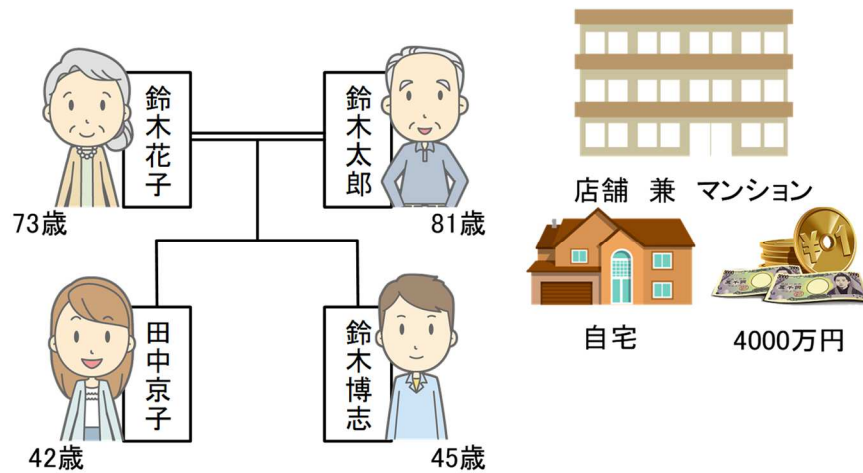 鈴木花子
鈴木太郎
73歳
81歳
田中京子
鈴木博志
42歳
45歳
店舗 兼 マンション
自宅
¥1
4000万円